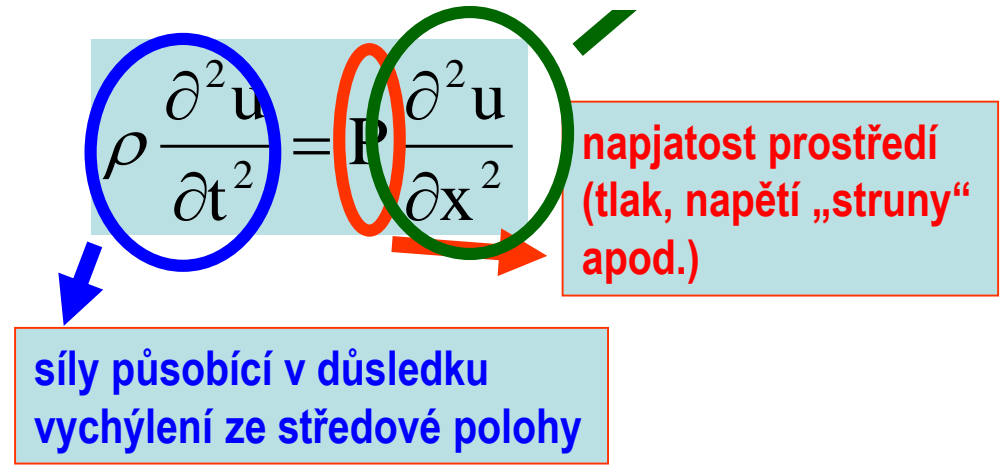 ρ ∂²u/∂t² = P ∂²u/∂x²
napjatost prostředí
(tlak, napětí „struny“
apod.)
síly působící v důsledku
vychýlení ze středové polohy